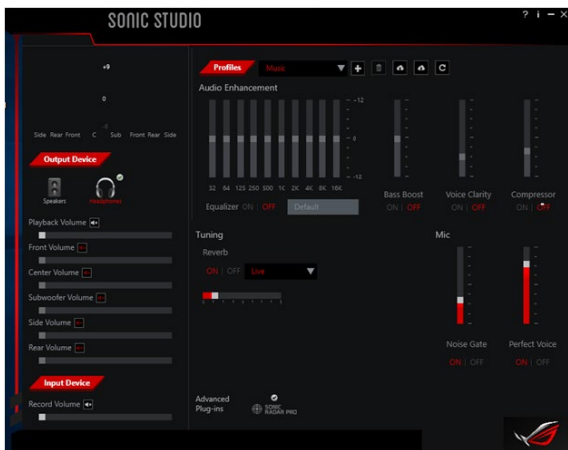 SONIC STUDIO
? i
+9
0
Side Rear Front C Sub Front Rear Side
Output Device
Speakers
Headphones
Playback Volume
Front Volume
Center Volume
Subwoofer Volume
Side Volume
Rear Volume
Input Device
Record Volume
Profiles
Music
Audio Enhancement
+12
0
-12
32 64 125 250 500 1K 2K 4K 8K 16K
Equalizer ON | OFF Default
Bass Boost
ON | OFF
Voice Clarity
ON | OFF
Compressor
ON | OFF
Tuning
Reverb
ON | OFF Live
Mic
Noise Gate
ON | OFF
Perfect Voice
ON | OFF
Advanced
Plug-ins
SONIC
RADAR PRO